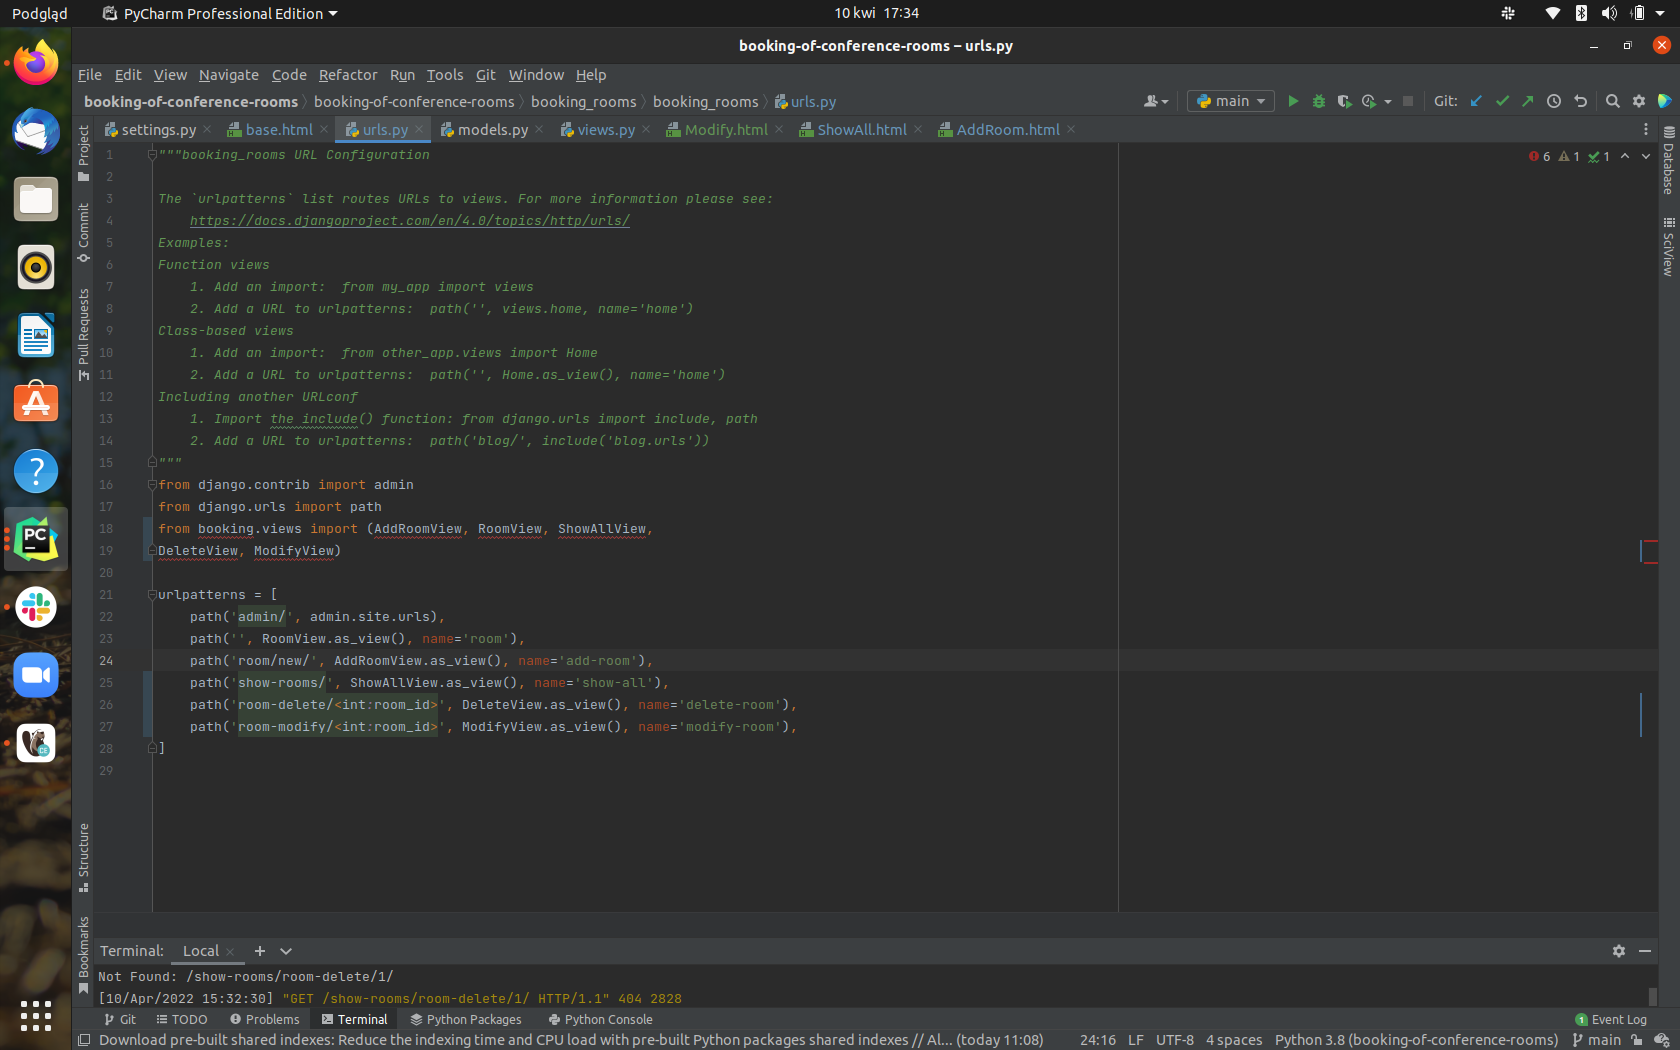 Podgląd PyCharm Professional Edition 10 kwi 17:34
booking-of-conference-rooms – urls.py
File Edit View Navigate Code Refactor Run Tools Git Window Help
booking-of-conference-rooms booking-of-conference-rooms booking_rooms booking_rooms urls.py main Git:
settings.py base.html urls.py models.py views.py Modify.html ShowAll.html AddRoom.html
6 1 1
1 """booking_rooms URL Configuration
2
3 The `urlpatterns` list routes URLs to views. For more information please see:
4 https://docs.djangoproject.com/en/4.0/topics/http/urls/
5 Examples:
6 Function views
7 1. Add an import:  from my_app import views
8 2. Add a URL to urlpatterns:  path('', views.home, name='home')
9 Class-based views
10 1. Add an import:  from other_app.views import Home
11 2. Add a URL to urlpatterns:  path('', Home.as_view(), name='home')
12 Including another URLconf
13 1. Import the include() function: from django.urls import include, path
14 2. Add a URL to urlpatterns:  path('blog/', include('blog.urls'))
15 """
16 from django.contrib import admin
17 from django.urls import path
18 from booking.views import (AddRoomView, RoomView, ShowAllView,
19 DeleteView, ModifyView)
20
21 urlpatterns = [
22 path('admin/', admin.site.urls),
23 path('', RoomView.as_view(), name='room'),
24 path('room/new/', AddRoomView.as_view(), name='add-room'),
25 path('show-rooms/', ShowAllView.as_view(), name='show-all'),
26 path('room-delete/<int:room_id>', DeleteView.as_view(), name='delete-room'),
27 path('room-modify/<int:room_id>', ModifyView.as_view(), name='modify-room'),
28 ]
29
Project
Commit
Pull Requests
Structure
Bookmarks
Database
SciView
PC
CE
Terminal: Local
Not Found: /show-rooms/room-delete/1/
[10/Apr/2022 15:32:30] "GET /show-rooms/room-delete/1/ HTTP/1.1" 404 2828
Git TODO Problems Terminal Python Packages Python Console 1 Event Log
Download pre-built shared indexes: Reduce the indexing time and CPU load with pre-built Python packages shared indexes // Al... (today 11:08) 24:16 LF UTF-8 4 spaces Python 3.8 (booking-of-conference-rooms) main